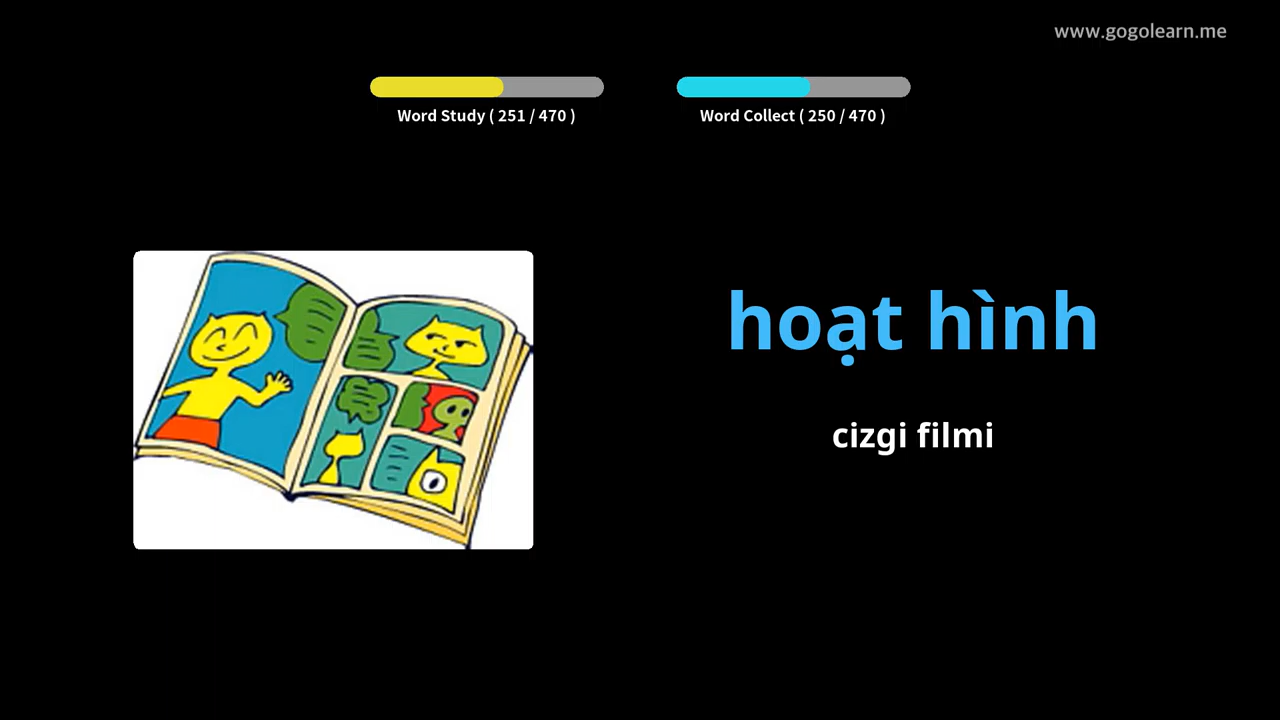 www.gogolearn.me
Word Study ( 251 / 470 )
Word Collect ( 250 / 470 )
hoạt hình
cizgi filmi